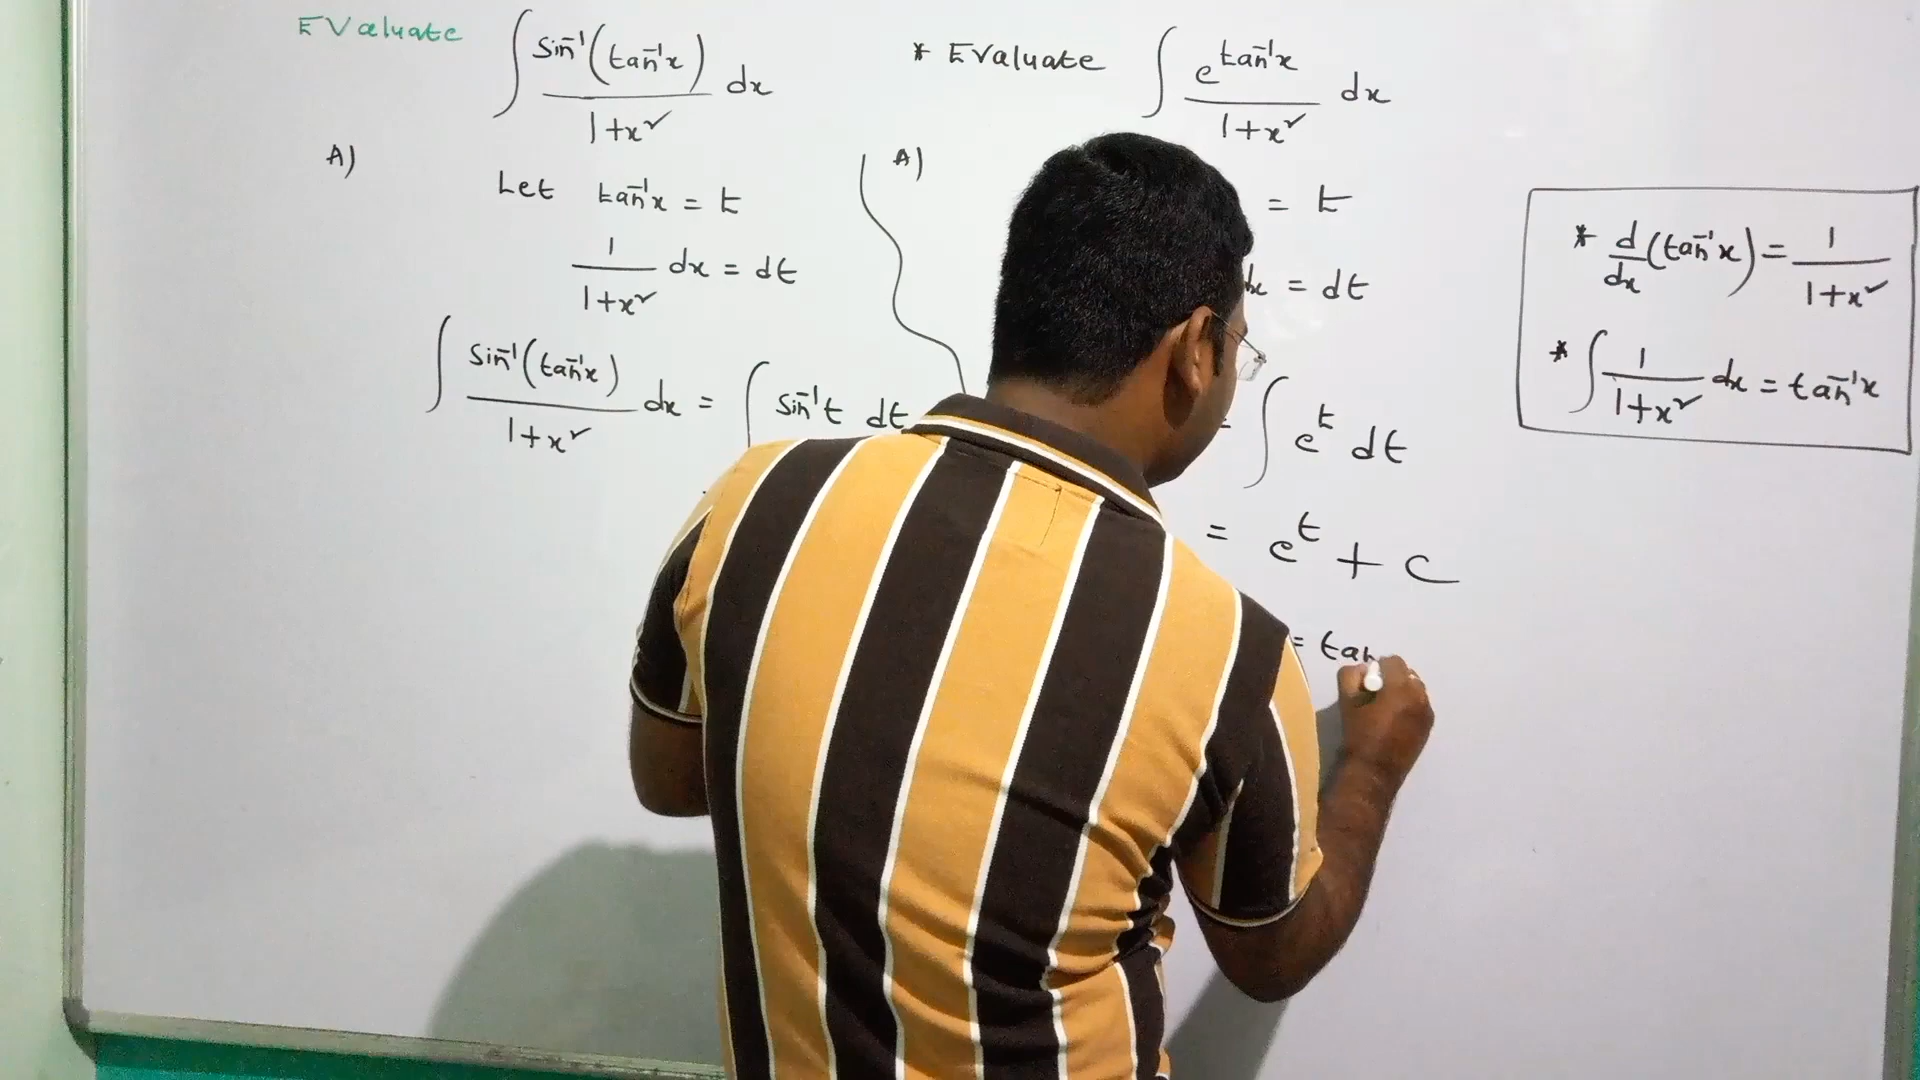 Evaluate ∫ sin⁻¹(tan⁻¹x) / 1+x² dx
A)
Let tan⁻¹x = t
1 / 1+x² dx = dt
∫ sin⁻¹(tan⁻¹x) / 1+x² dx = ∫ sin⁻¹t dt
* Evaluate ∫ e^tan⁻¹x / 1+x² dx
A)
= t
dx = dt
= ∫ e^t dt
= e^t + c
= tan
* d/dx (tan⁻¹x) = 1 / 1+x²
* ∫ 1 / 1+x² dx = tan⁻¹x